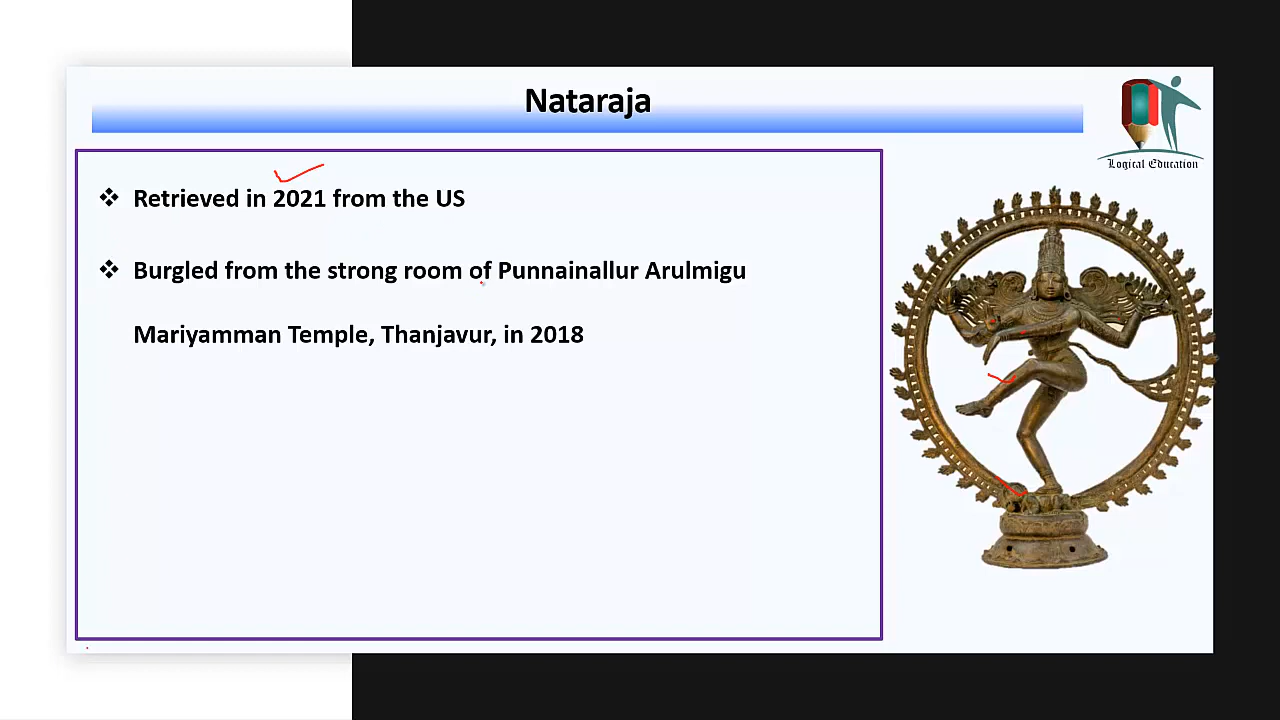 Nataraja
Logical Education
❖ Retrieved in 2021 from the US
❖ Burgled from the strong room of Punnainallur Arulmigu
Mariyamman Temple, Thanjavur, in 2018